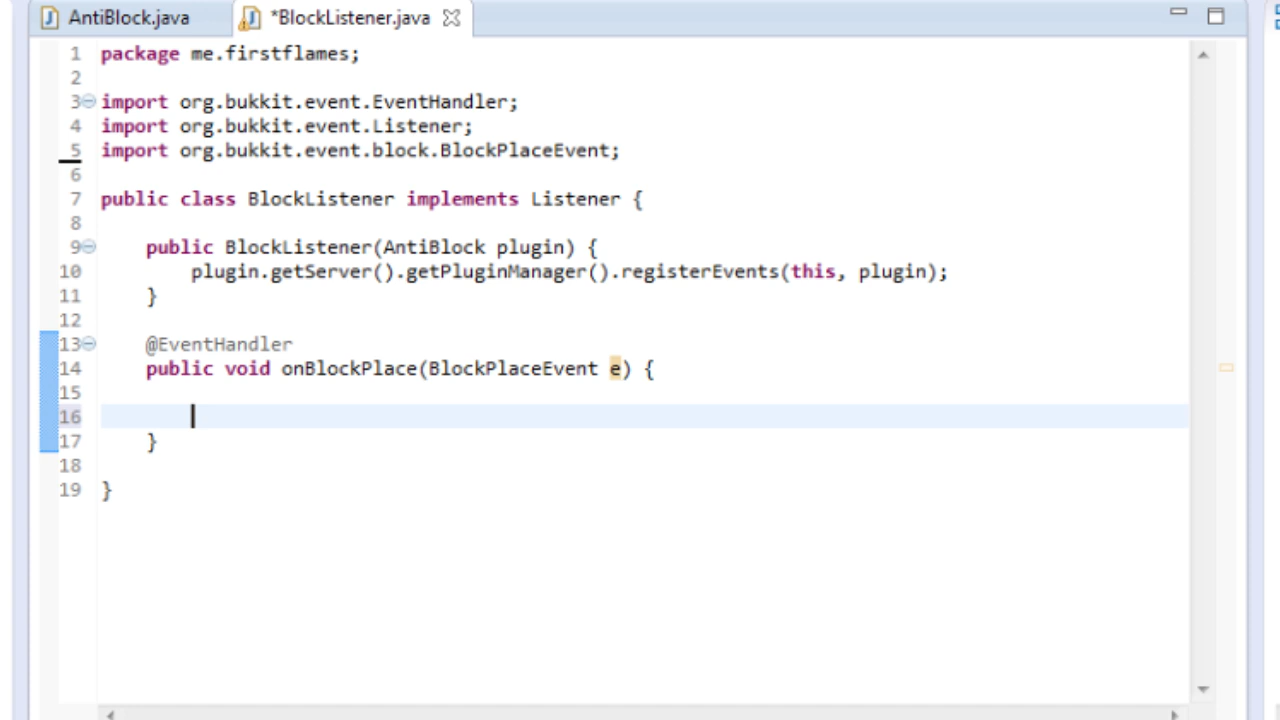 AntiBlock.java *BlockListener.java
1 package me.firstflames;
2
3 import org.bukkit.event.EventHandler;
4 import org.bukkit.event.Listener;
5 import org.bukkit.event.block.BlockPlaceEvent;
6
7 public class BlockListener implements Listener {
8
9 public BlockListener(AntiBlock plugin) {
10 plugin.getServer().getPluginManager().registerEvents(this, plugin);
11 }
12
13 @EventHandler
14 public void onBlockPlace(BlockPlaceEvent e) {
15
16
17 }
18
19 }